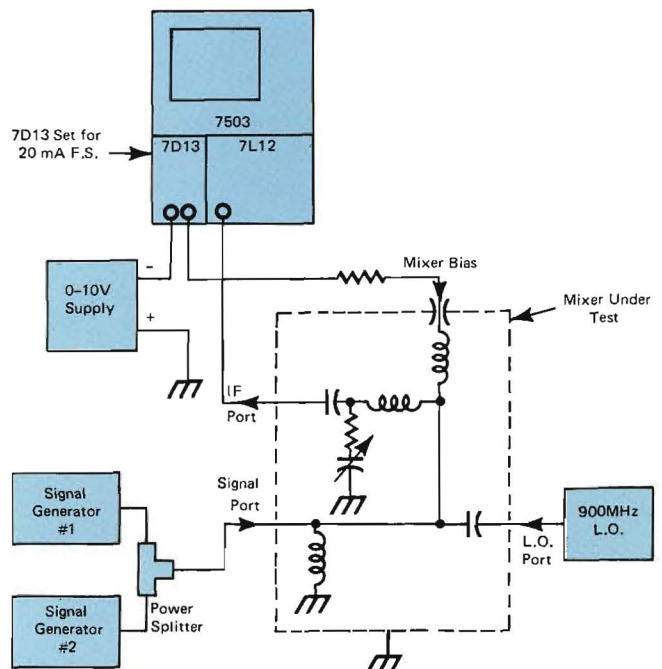 7503
7D13
7L12
7D13 Set for
20 mA F.S.
0–10V
Supply
–
+
Mixer Bias
Mixer Under
Test
IF
Port
Signal
Port
Signal
Generator
#1
Signal
Generator
#2
Power
Splitter
900MHz
L.O.
L.O.
Port